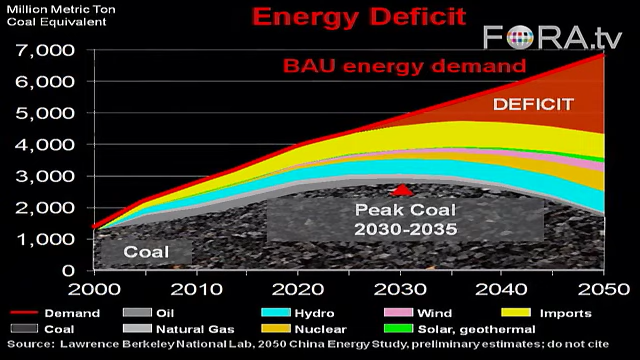 Million Metric Ton
Coal Equivalent
Energy Deficit
FORA.tv
7,000
BAU energy demand
6,000
DEFICIT
5,000
4,000
3,000
2,000
Peak Coal
2030-2035
1,000
Coal
0
2000 2010 2020 2030 2040 2050
Demand Oil Hydro Wind Imports
Coal Natural Gas Nuclear Solar, geothermal
Source: Lawrence Berkeley National Lab, 2050 China Energy Study, preliminary estimates; do not cite